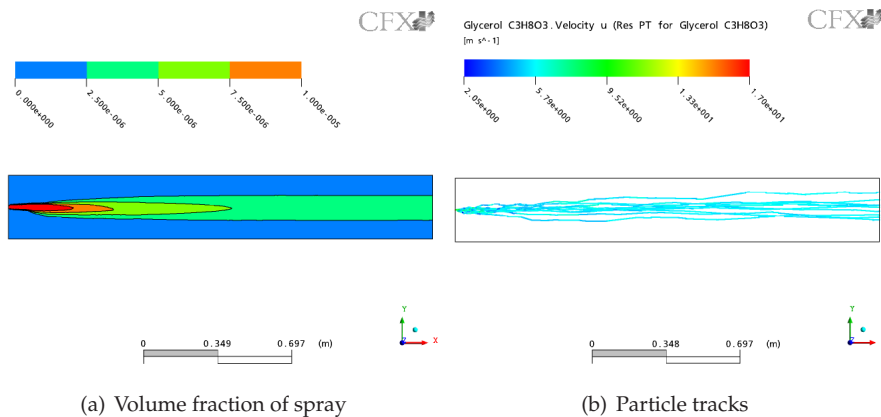 CFX
0.000e+000
2.500e-006
5.000e-006
7.500e-006
1.000e-005
Y
X
Z
0 0.349 0.697 (m)
(a) Volume fraction of spray
CFX
Glycerol C3H8O3.Velocity u (Res PT for Glycerol C3H8O3)
[m s^-1]
2.05e+000
5.79e+000
9.52e+000
1.33e+001
1.70e+001
Y
Z
0 0.348 0.697 (m)
(b) Particle tracks